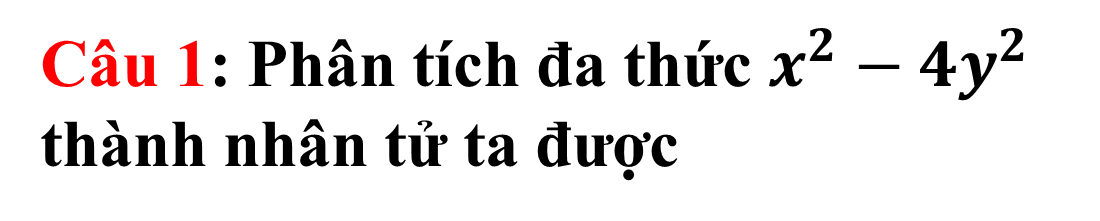 Câu 1: Phân tích đa thức x² − 4y²
thành nhân tử ta được